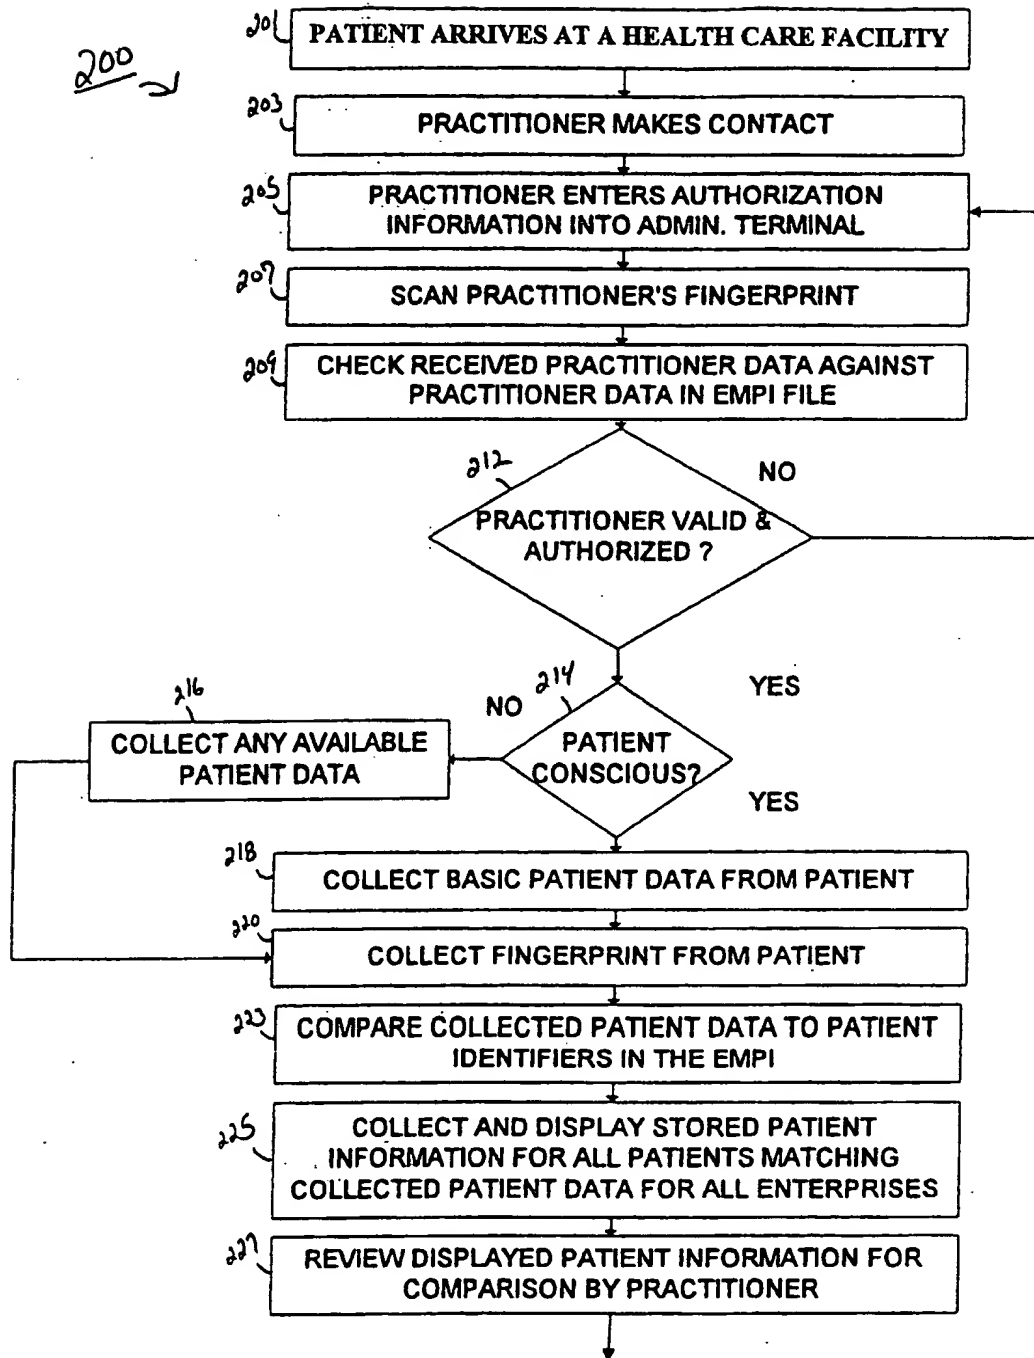 200
201
PATIENT ARRIVES AT A HEALTH CARE FACILITY
203
PRACTITIONER MAKES CONTACT
205
PRACTITIONER ENTERS AUTHORIZATION
INFORMATION INTO ADMIN. TERMINAL
207
SCAN PRACTITIONER'S FINGERPRINT
209
CHECK RECEIVED PRACTITIONER DATA AGAINST
PRACTITIONER DATA IN EMPI FILE
212
NO
PRACTITIONER VALID &
AUTHORIZED ?
YES
214
NO
PATIENT
CONSCIOUS?
YES
216
COLLECT ANY AVAILABLE
PATIENT DATA
218
COLLECT BASIC PATIENT DATA FROM PATIENT
220
COLLECT FINGERPRINT FROM PATIENT
223
COMPARE COLLECTED PATIENT DATA TO PATIENT
IDENTIFIERS IN THE EMPI
225
COLLECT AND DISPLAY STORED PATIENT
INFORMATION FOR ALL PATIENTS MATCHING
COLLECTED PATIENT DATA FOR ALL ENTERPRISES
227
REVIEW DISPLAYED PATIENT INFORMATION FOR
COMPARISON BY PRACTITIONER